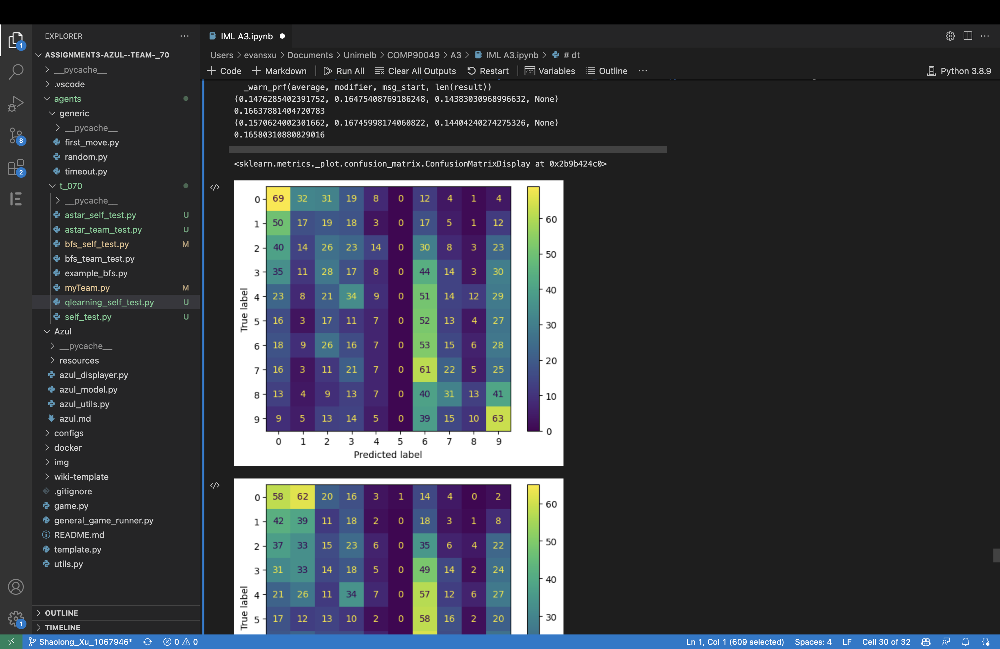 EXPLORER
ASSIGNMENT3-AZUL--TEAM-_70
__pycache__
.vscode
agents
generic
__pycache__
first_move.py
random.py
timeout.py
t_070
__pycache__
astar_self_test.py U
astar_team_test.py U
bfs_self_test.py M
bfs_team_test.py
example_bfs.py
myTeam.py M
qlearning_self_test.py U
self_test.py U
Azul
__pycache__
resources
azul_displayer.py
azul_model.py
azul_utils.py
azul.md
configs
docker
img
wiki-template
.gitignore
game.py
general_game_runner.py
README.md
template.py
utils.py
OUTLINE
TIMELINE
1
8
2
1
IML A3.ipynb
Users > evansxu > Documents > Unimelb > COMP90049 > A3 > IML A3.ipynb > # dt
Code Markdown Run All Clear All Outputs Restart Variables Outline Python 3.8.9
_warn_prf(average, modifier, msg_start, len(result))
(0.1476285402391752, 0.16475408769186248, 0.14383030968996632, None)
0.16637881404720783
(0.1570624002301662, 0.16745998174060822, 0.14404240274275326, None)
0.16580310880829016
<sklearn.metrics._plot.confusion_matrix.ConfusionMatrixDisplay at 0x2b9b424c0>
0 69 32 31 19 8 0 12 4 1 4
1 50 17 19 18 3 0 17 5 1 12
2 40 14 26 23 14 0 30 8 3 23
3 35 11 28 17 8 0 44 14 3 30
4 23 8 21 34 9 0 51 14 12 29
5 16 3 17 11 7 0 52 13 4 27
6 18 9 26 16 7 0 53 15 6 28
7 16 3 11 21 7 0 61 22 5 25
8 13 4 9 13 7 0 40 31 13 41
9 9 5 13 14 5 0 39 15 10 63
0 1 2 3 4 5 6 7 8 9
Predicted label
True label
60
50
40
30
20
10
0
0 58 62 20 16 3 1 14 4 0 2
1 42 39 11 18 2 0 18 3 1 8
2 37 33 15 23 6 0 35 6 4 22
3 31 33 14 18 5 0 49 14 2 24
4 21 26 11 34 7 0 57 12 6 27
5 17 12 13 10 2 0 58 16 2 20
True label
60
50
40
30
Shaolong_Xu_1067946* 0 0 Ln 1, Col 1 (609 selected) Spaces: 4 LF Cell 30 of 32